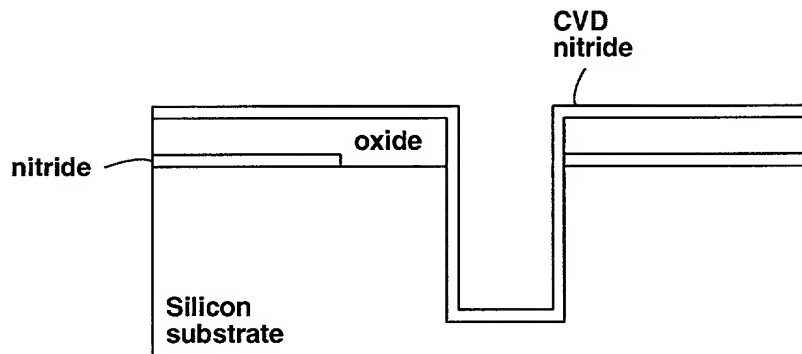 CVD
nitride
oxide
nitride
Silicon
substrate